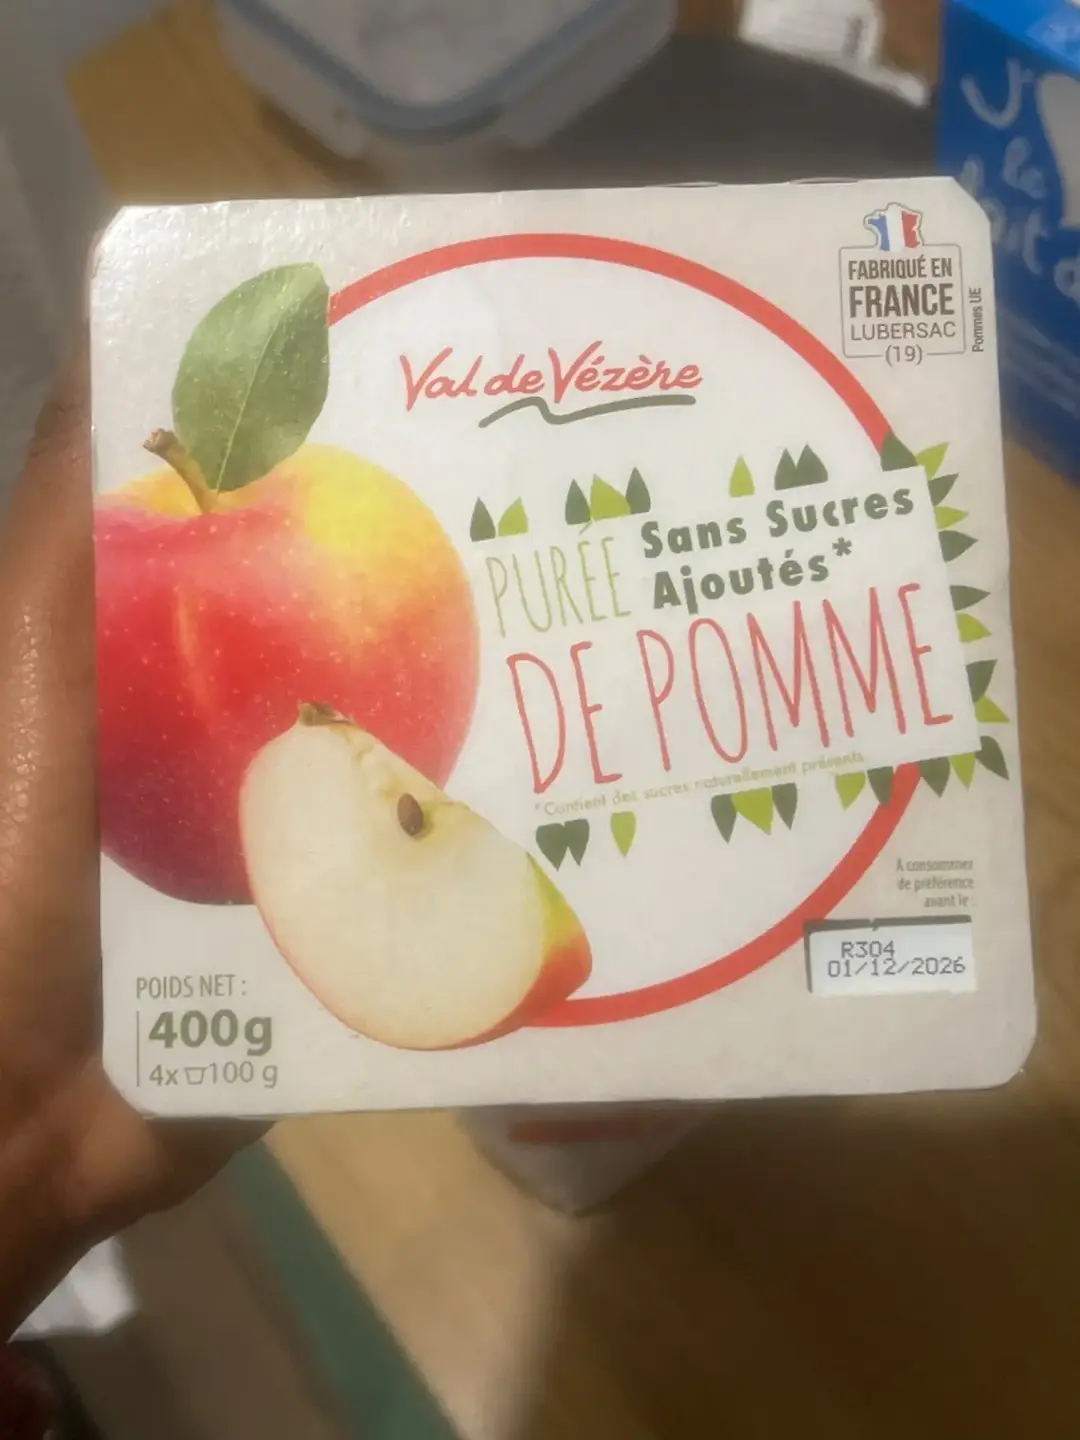 FABRIQUÉ EN
FRANCE
LUBERSAC
(19)
Pommes UE
Val de Vézère
PURÉE Sans Sucres
Ajoutés*
DE POMME
*Contient des sucres naturellement présents
A consommer
de préférence
avant le :
R304
01/12/2026
POIDS NET :
400g
4x 100 g